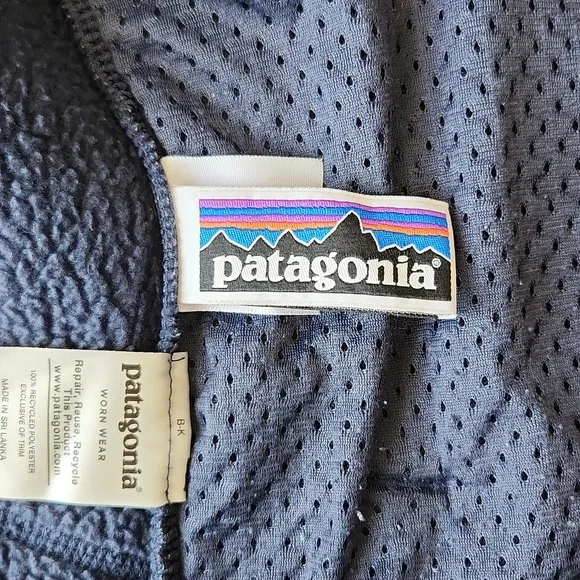 patagonia®
patagonia®
WORN WEAR
Repair, Reuse, Recycle
This Product
www.patagonia.com
100% RECYCLED POLYESTER
EXCLUSIVE OF TRIM
MADE IN SRI LANKA
B-K